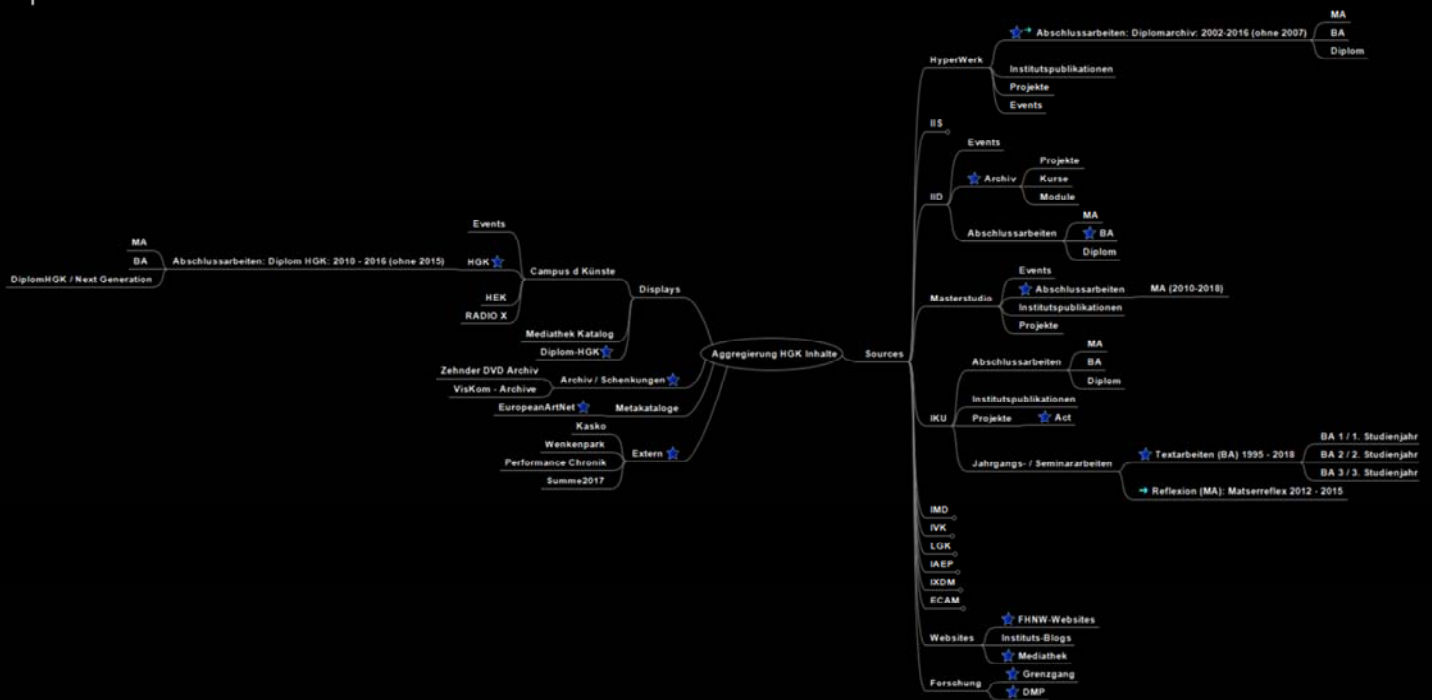 MA
BA
DiplomHGK / Next Generation
Abschlussarbeiten: Diplom HGK: 2010 - 2016 (ohne 2015)
Events
HGK
HEK
RADIO X
Campus d Künste
Mediathek Katalog
Diplom-HGK
Displays
Zehnder DVD Archiv
VisKom - Archive
Archiv / Schenkungen
EuropeanArtNet
Metakataloge
Kasko
Wenkenpark
Performance Chronik
Summe2017
Extern
Aggregierung HGK Inhalte
Sources
HyperWerk
Abschlussarbeiten: Diplomarchiv: 2002-2016 (ohne 2007)
MA
BA
Diplom
Institutspublikationen
Projekte
Events
IIS
IID
Events
Archiv
Projekte
Kurse
Module
Abschlussarbeiten
MA
BA
Diplom
Masterstudio
Events
Abschlussarbeiten
MA (2010-2018)
Institutspublikationen
Projekte
IKU
Abschlussarbeiten
MA
BA
Diplom
Institutspublikationen
Projekte
Act
Jahrgangs- / Seminararbeiten
Textarbeiten (BA) 1995 - 2018
BA 1 / 1. Studienjahr
BA 2 / 2. Studienjahr
BA 3 / 3. Studienjahr
Reflexion (MA): Matserreflex 2012 - 2015
IMD
IVK
LGK
IAEP
IXDM
ECAM
Websites
FHNW-Websites
Instituts-Blogs
Mediathek
Forschung
Grenzgang
DMP